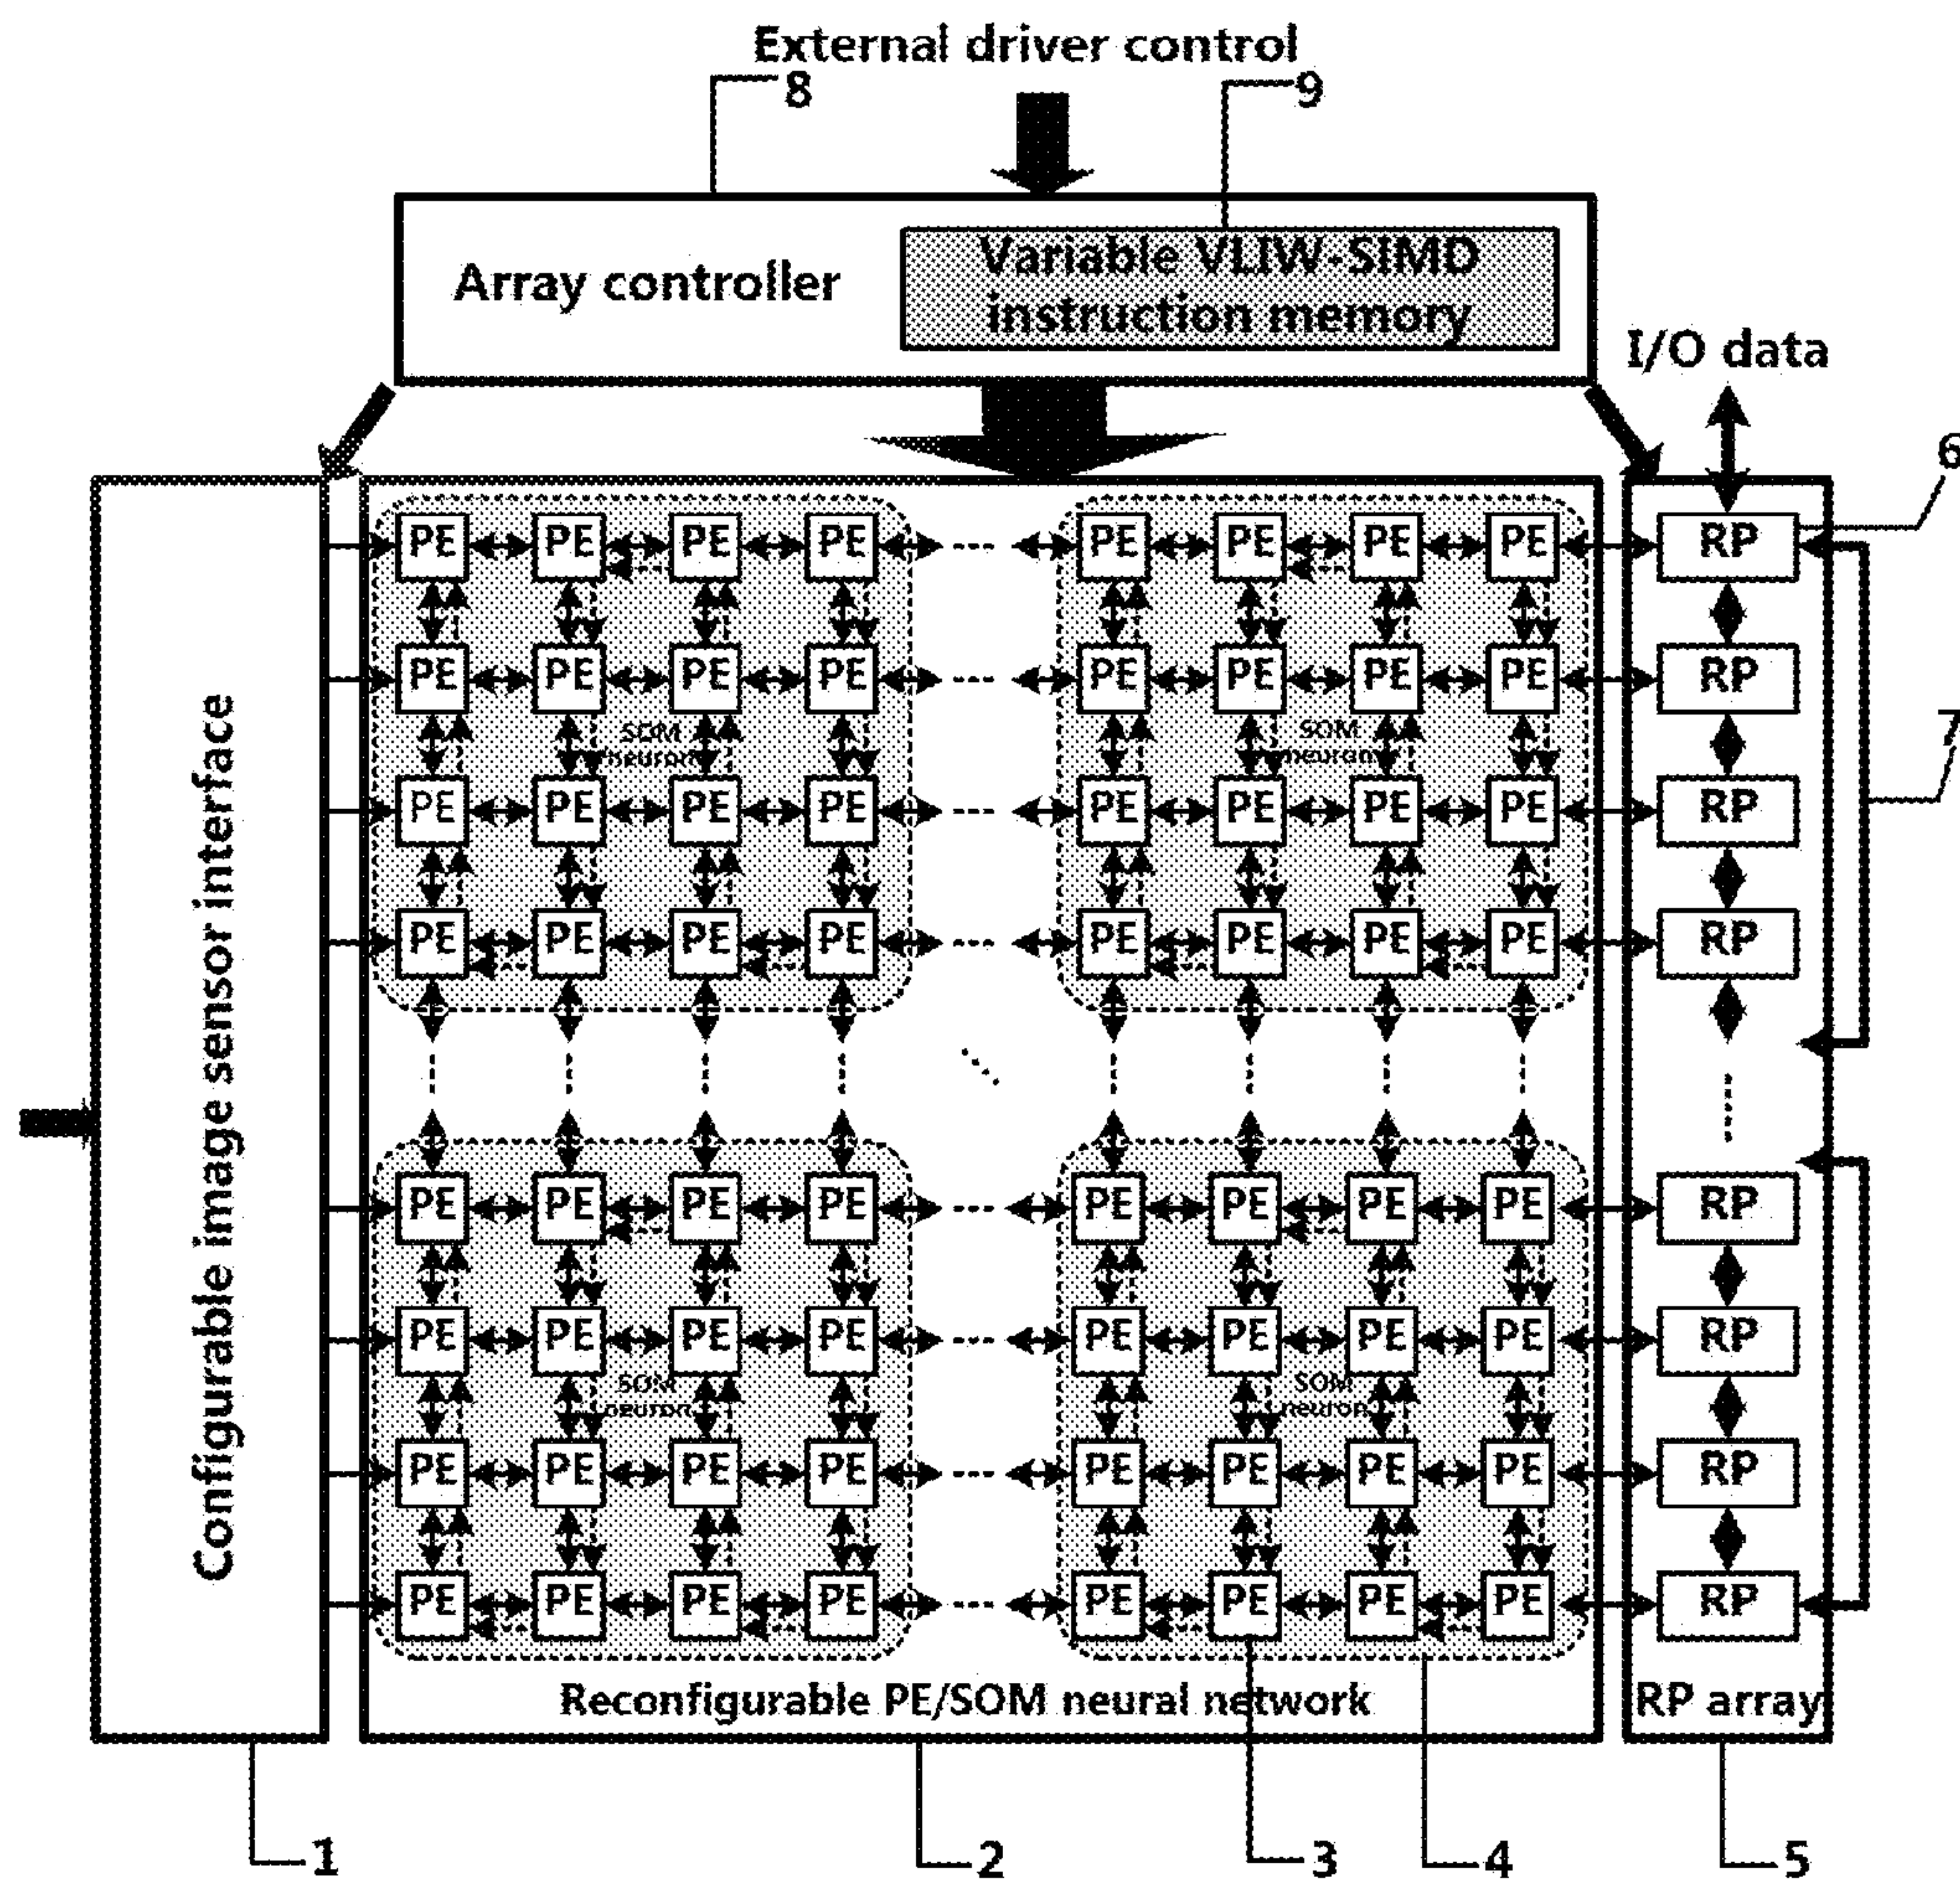 External driver control
8
9
Array controller
Variable VLIW-SIMD
instruction memory
I/O data
6
PE PE PE PE PE PE PE PE RP
PE PE PE PE PE PE PE PE RP
SOM
neuron
SOM
neuron
7
PE PE PE PE PE PE PE PE RP
PE PE PE PE PE PE PE PE RP
Configurable image sensor interface
PE PE PE PE PE PE PE PE RP
PE PE PE PE PE PE PE PE RP
SOM
neuron
SOM
neuron
PE PE PE PE PE PE PE PE RP
PE PE PE PE PE PE PE PE RP
Reconfigurable PE/SOM neural network
RP array
1
2
3
4
5